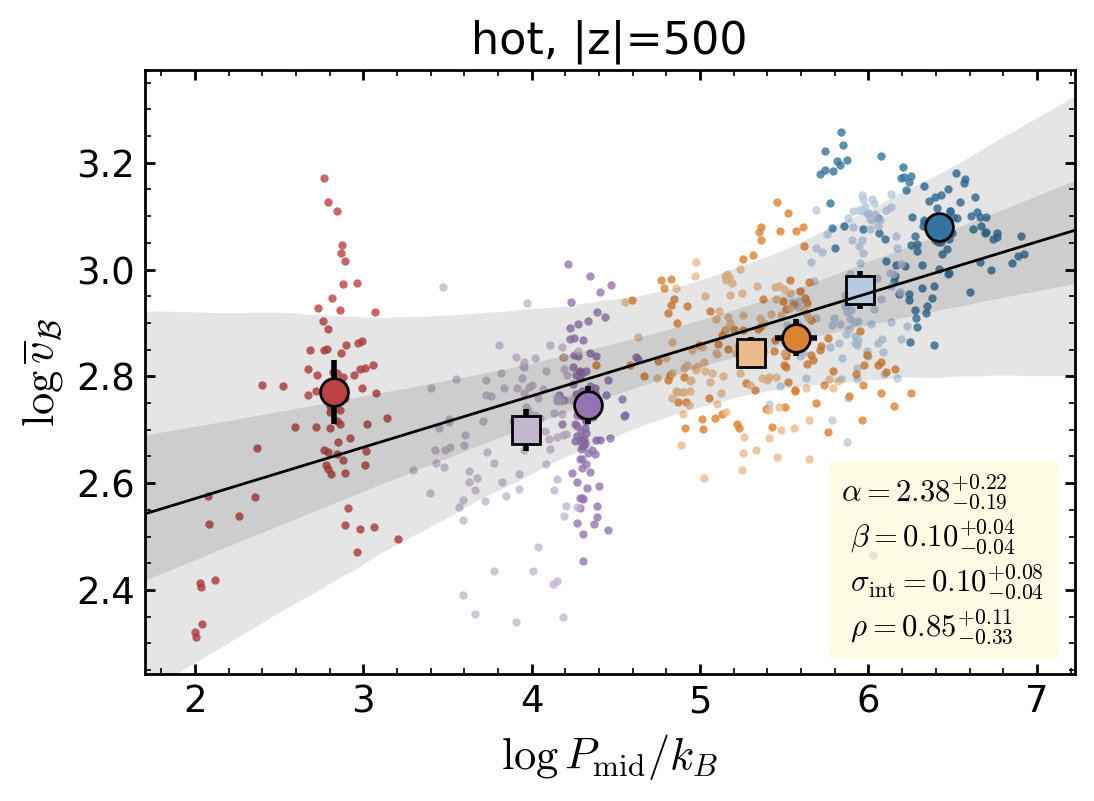 hot, |z|=500
log v̅_ℬ
3.2
3.0
2.8
2.6
2.4
α = 2.38^{+0.22}_{−0.19}
β = 0.10^{+0.04}_{−0.04}
σ_int = 0.10^{+0.08}_{−0.04}
ρ = 0.85^{+0.11}_{−0.33}
2 3 4 5 6 7
log P_mid/k_B